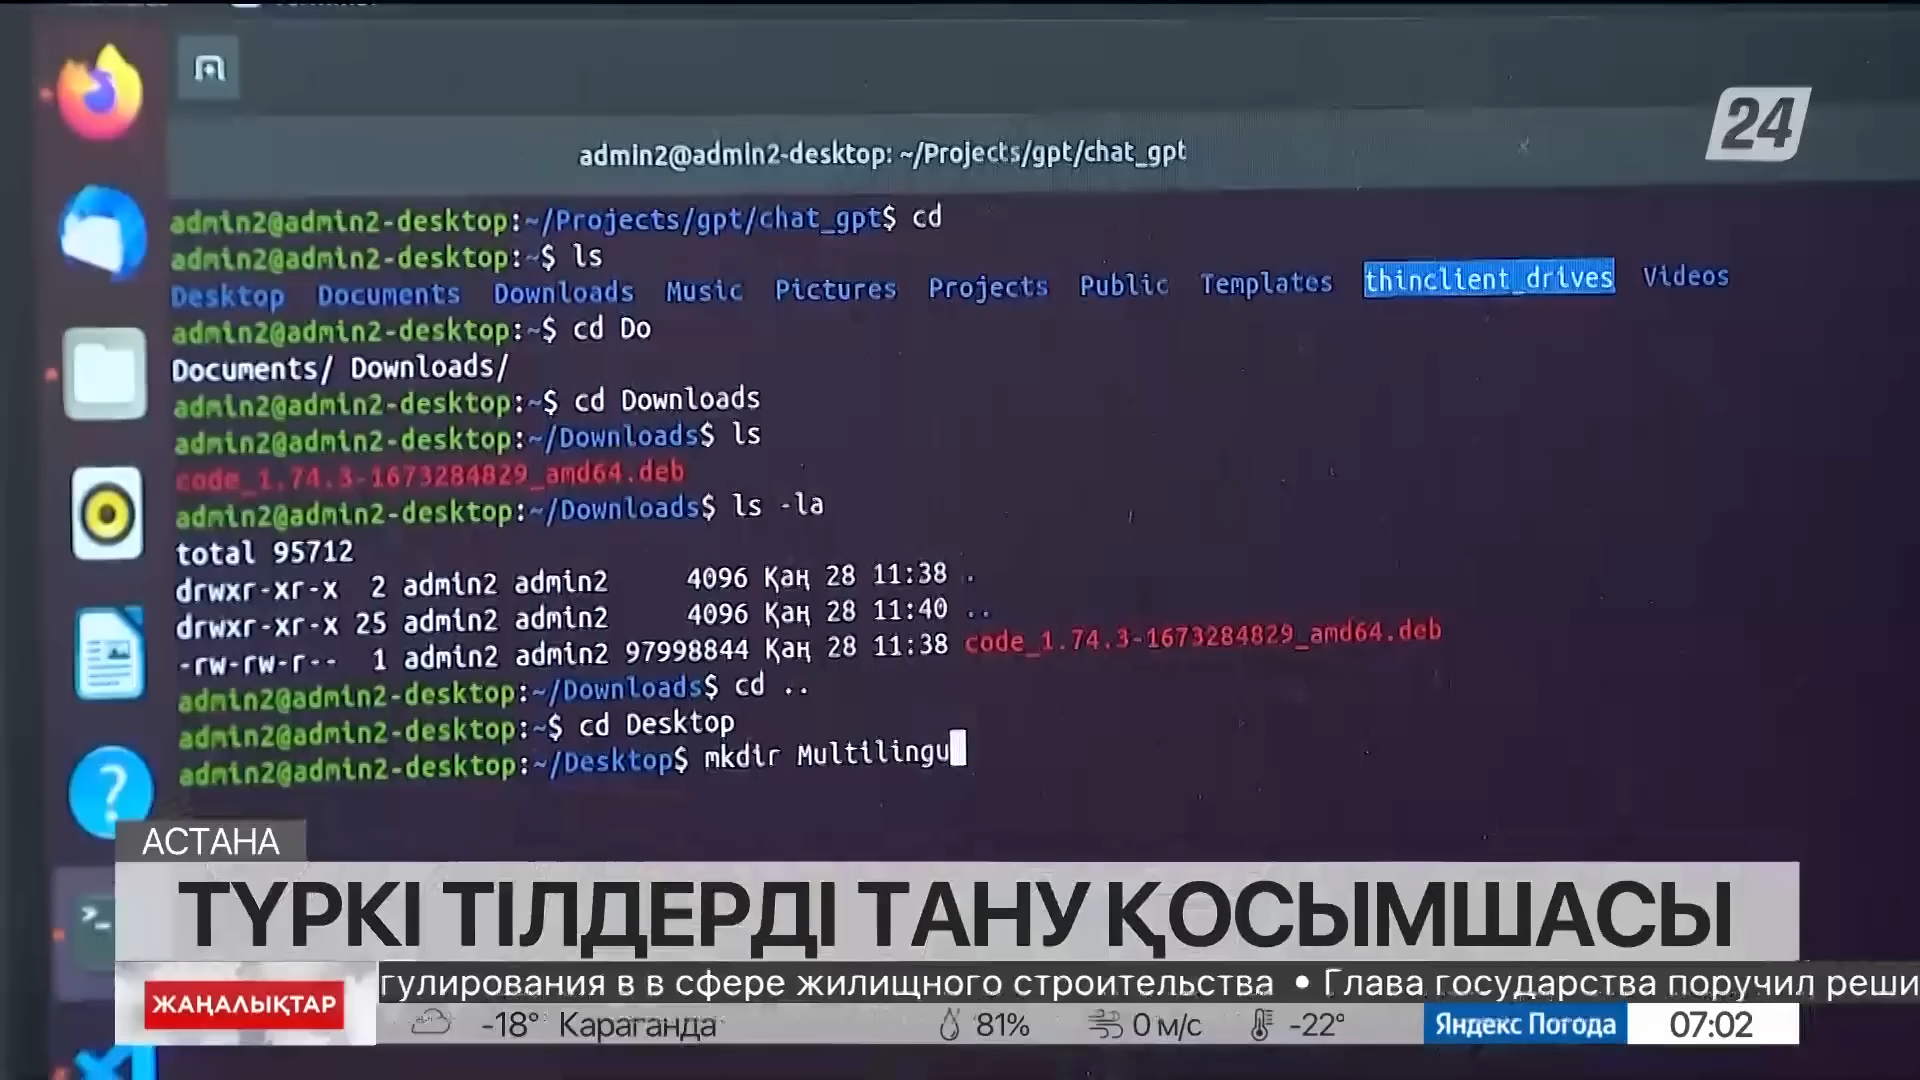 24
admin2@admin2-desktop: ~/Projects/gpt/chat_gpt
admin2@admin2-desktop:~/Projects/gpt/chat_gpt$ cd
admin2@admin2-desktop:~$ ls
Desktop Documents Downloads Music Pictures Projects Public Templates thinclient_drives Videos
admin2@admin2-desktop:~$ cd Do
Documents/ Downloads/
admin2@admin2-desktop:~$ cd Downloads
admin2@admin2-desktop:~/Downloads$ ls
code_1.74.3-1673284829_amd64.deb
admin2@admin2-desktop:~/Downloads$ ls -la
total 95712
drwxr-xr-x 2 admin2 admin2 4096 Қаң 28 11:38 .
drwxr-xr-x 25 admin2 admin2 4096 Қаң 28 11:40 ..
-rw-rw-r-- 1 admin2 admin2 97998844 Қаң 28 11:38 code_1.74.3-1673284829_amd64.deb
admin2@admin2-desktop:~/Downloads$ cd ..
admin2@admin2-desktop:~$ cd Desktop
admin2@admin2-desktop:~/Desktop$ mkdir Multilingu
АСТАНА
ТҮРКІ ТІЛДЕРДІ ТАНУ ҚОСЫМШАСЫ
ЖАҢАЛЫҚТАР
гулирования в в сфере жилищного строительства • Глава государства поручил реши
-18° Караганда 81% 0 м/с -22° Яндекс Погода 07:02